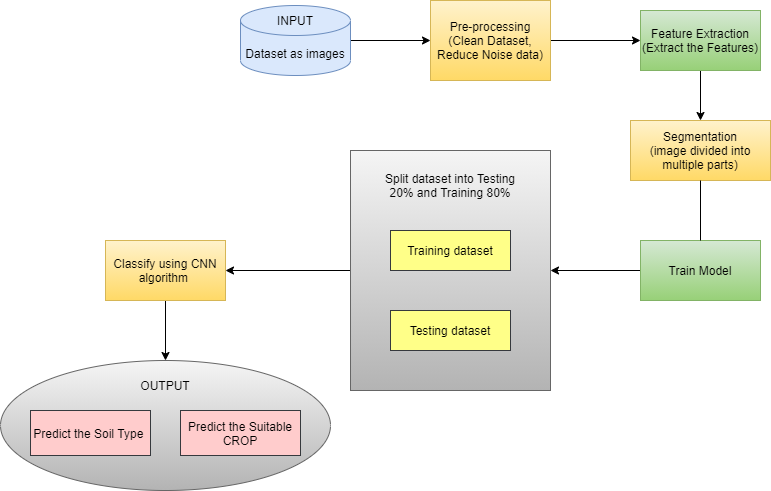 INPUT
Dataset as images
Pre-processing
(Clean Dataset,
Reduce Noise data)
Feature Extraction
(Extract the Features)
Segmentation
(image divided into
multiple parts)
Train Model
Split dataset into Testing
20% and Training 80%
Training dataset
Testing dataset
Classify using CNN
algorithm
OUTPUT
Predict the Soil Type
Predict the Suitable
CROP